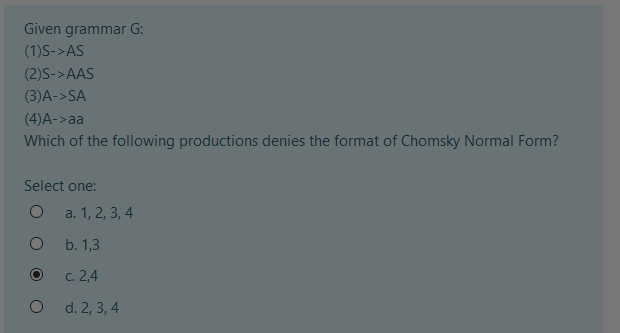 Given grammar G:
(1)S->AS
(2)S->AAS
(3)A->SA
(4)A->aa
Which of the following productions denies the format of Chomsky Normal Form?
Select one:
a. 1, 2, 3, 4
b. 1,3
c. 2,4
d. 2, 3, 4